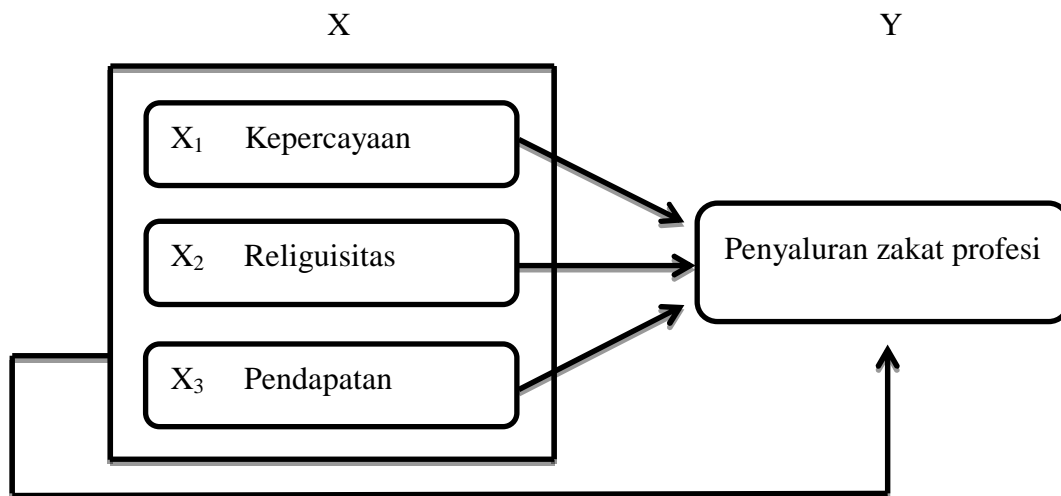 X Y
X₁ Kepercayaan
X₂ Religuisitas
Penyaluran zakat profesi
X₃ Pendapatan